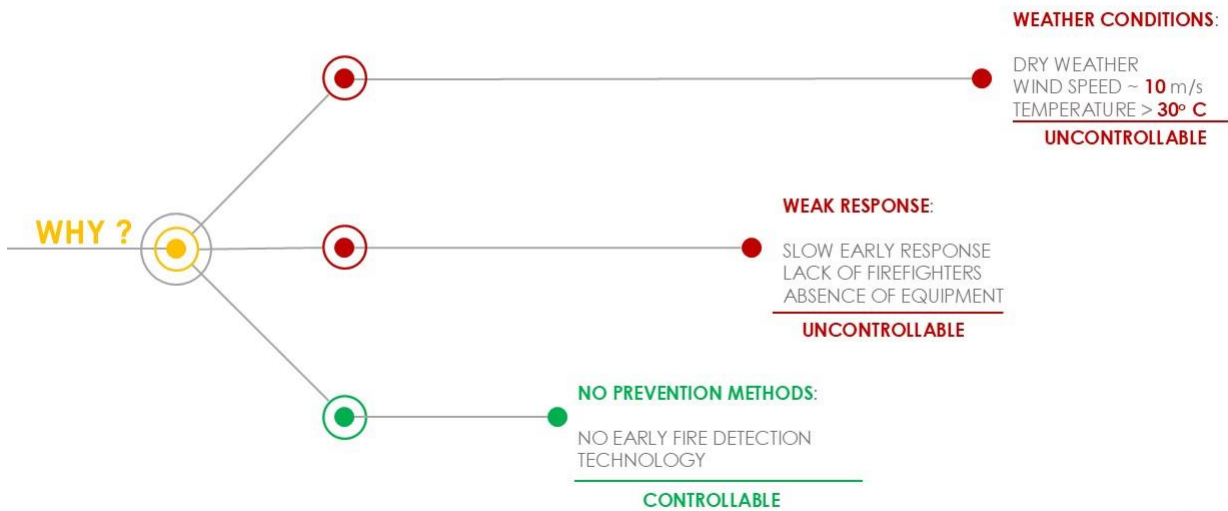 WEATHER CONDITIONS:
DRY WEATHER
WIND SPEED ~ 10 m/s
TEMPERATURE > 30º C
UNCONTROLLABLE
WHY ?
WEAK RESPONSE:
SLOW EARLY RESPONSE
LACK OF FIREFIGHTERS
ABSENCE OF EQUIPMENT
UNCONTROLLABLE
NO PREVENTION METHODS:
NO EARLY FIRE DETECTION
TECHNOLOGY
CONTROLLABLE